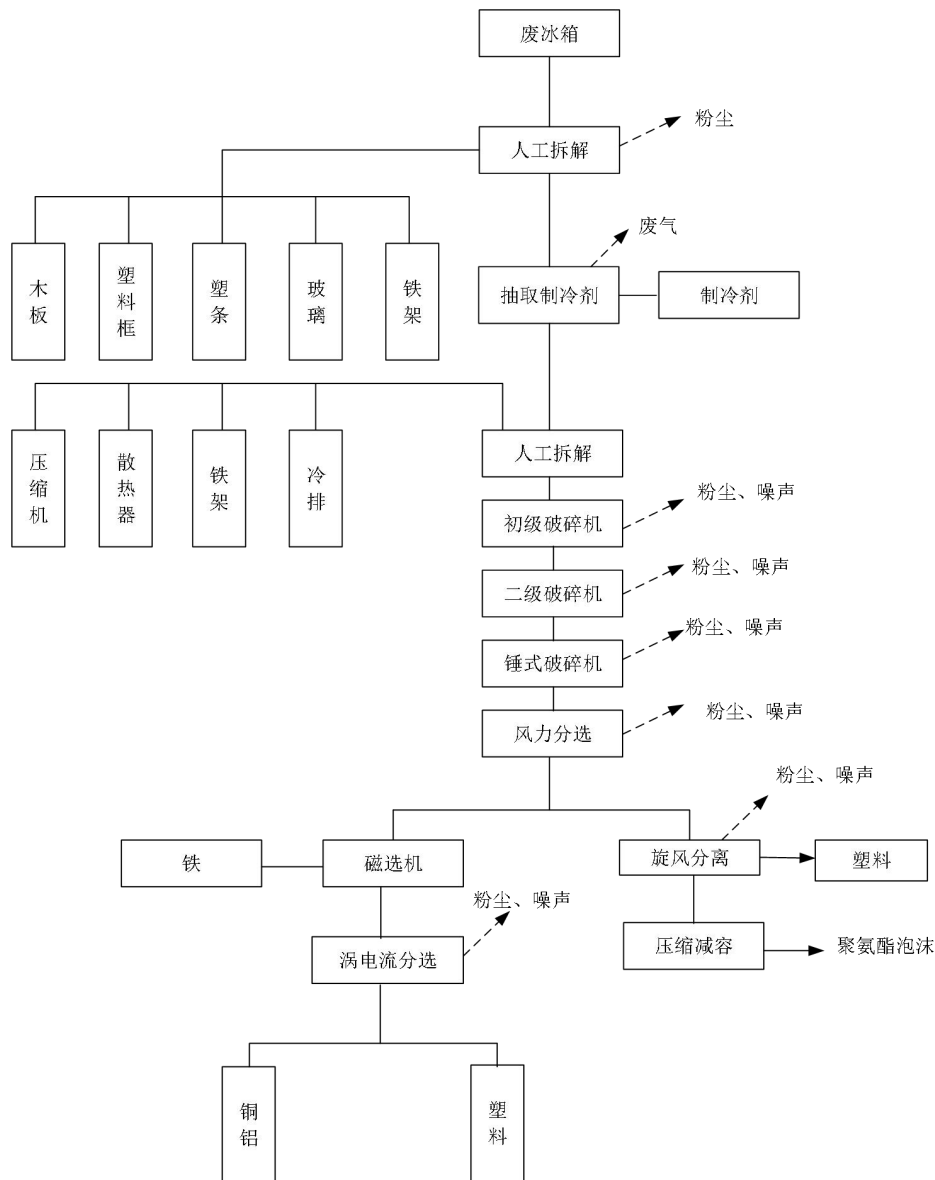 废冰箱
粉尘
人工拆解
废气
木板
塑料框
塑条
玻璃
铁架
抽取制冷剂
制冷剂
压缩机
散热器
铁架
冷排
人工拆解
粉尘、噪声
初级破碎机
粉尘、噪声
二级破碎机
粉尘、噪声
锤式破碎机
粉尘、噪声
风力分选
粉尘、噪声
铁
磁选机
旋风分离
塑料
粉尘、噪声
涡电流分选
压缩减容
聚氨酯泡沫
铜铝
塑料